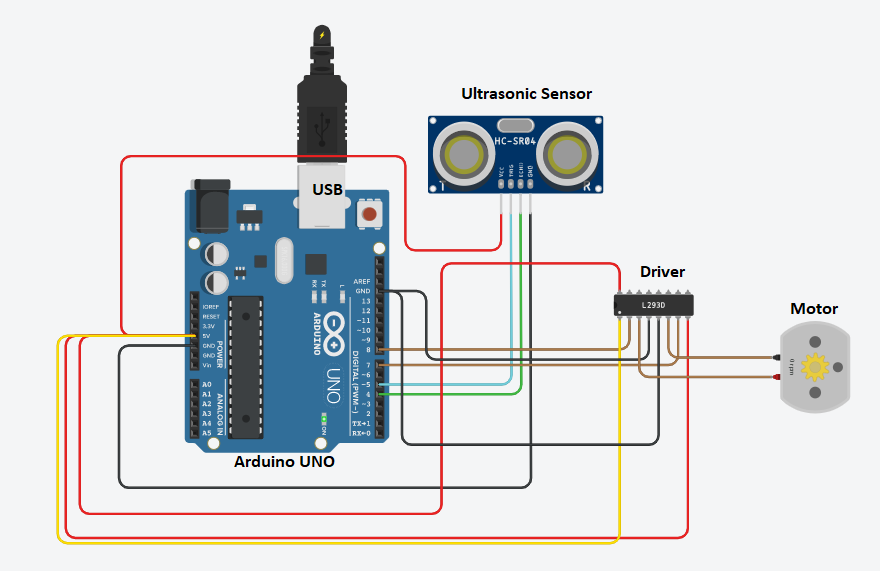 Ultrasonic Sensor
HC-SR04
VCC
TRIG
ECHO
GND
T
R
USB
Driver
L293D
Motor
0 rpm
RX
TX
L
ARDUINO
UNO
ON
AREF
GND
13
12
~11
~10
~9
8
7
~6
~5
4
~3
2
TX→1
RX←0
DIGITAL (PWM~)
IOREF
RESET
3.3V
5V
GND
GND
Vin
POWER
A0
A1
A2
A3
A4
A5
ANALOG IN
Arduino UNO